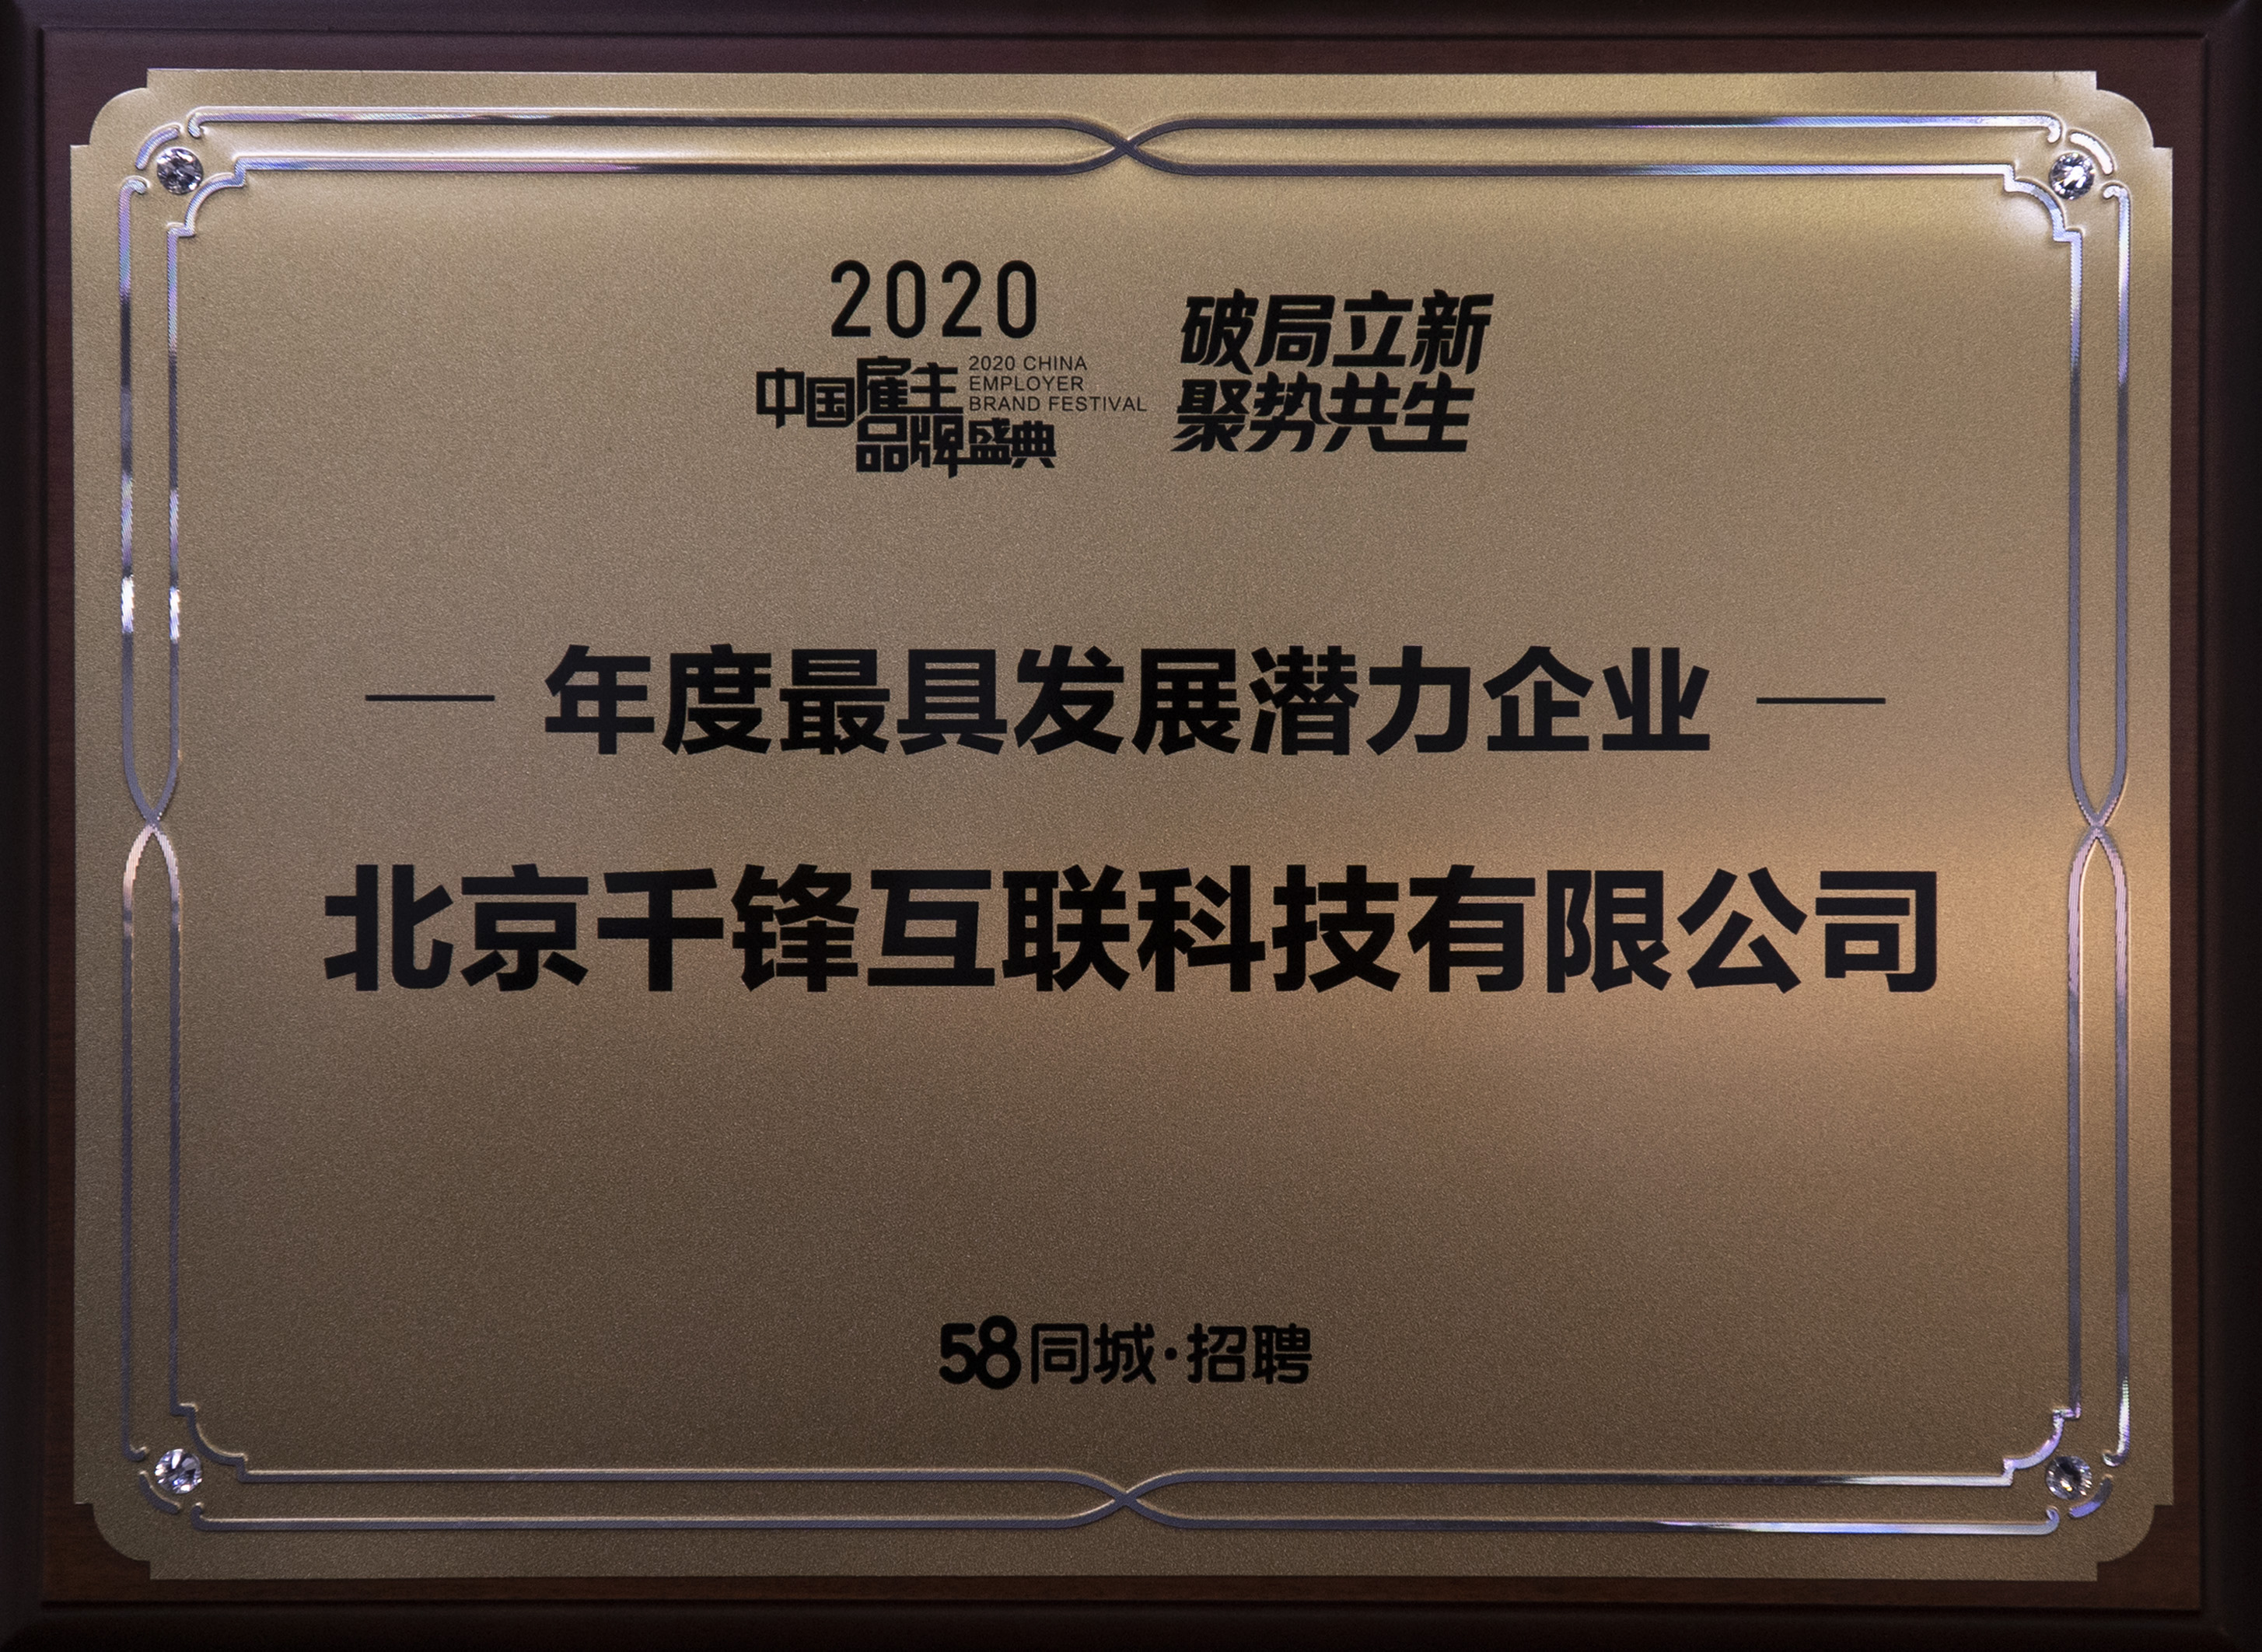 2020
中国雇主
品牌盛典
2020 CHINA
EMPLOYER
BRAND FESTIVAL
破局立新
聚势共生
年度最具发展潜力企业
北京千锋互联科技有限公司
58同城·招聘